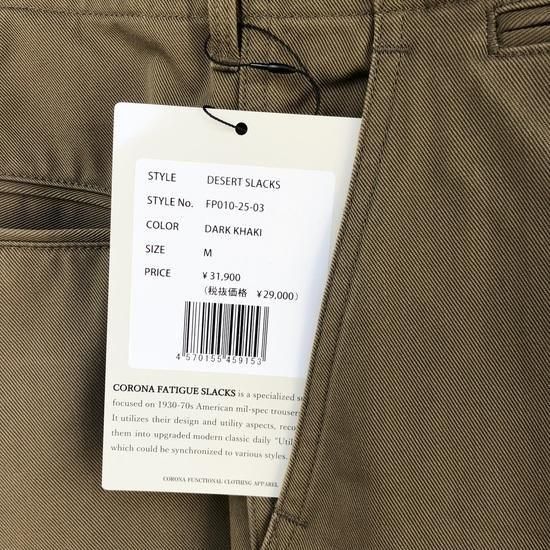 STYLE DESERT SLACKS
STYLE No. FP010-25-03
COLOR DARK KHAKI
SIZE M
PRICE ¥ 31,900
(税抜価格 ¥ 29,000)
4 570155 459153
CORONA FATIGUE SLACKS is a specialized
focused on 1930-70s American mil-spec
It utilizes their design and utility aspects,
them into upgraded modern classic daily
which could be synchronized to various styles.
CORONA FUNCTIONAL CLOTHING APPAREL